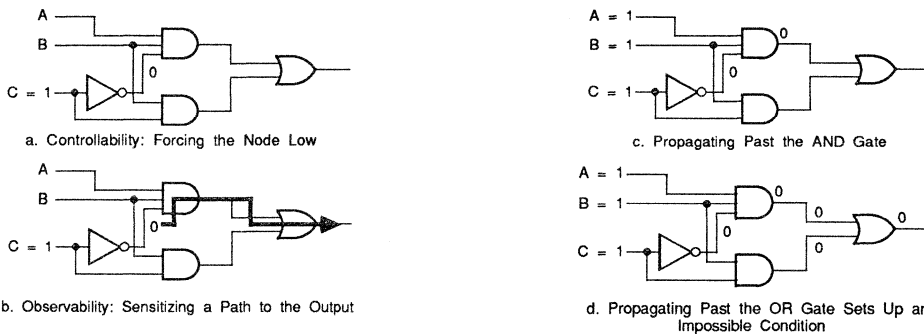 A
B
0
C = 1
a. Controllability: Forcing the Node Low
A
B
0
C = 1
b. Observability: Sensitizing a Path to the Output
A = 1
0
B = 1
0
C = 1
c. Propagating Past the AND Gate
A = 1
0
B = 1
0
0
0
0
C = 1
d. Propagating Past the OR Gate Sets Up an
Impossible Condition